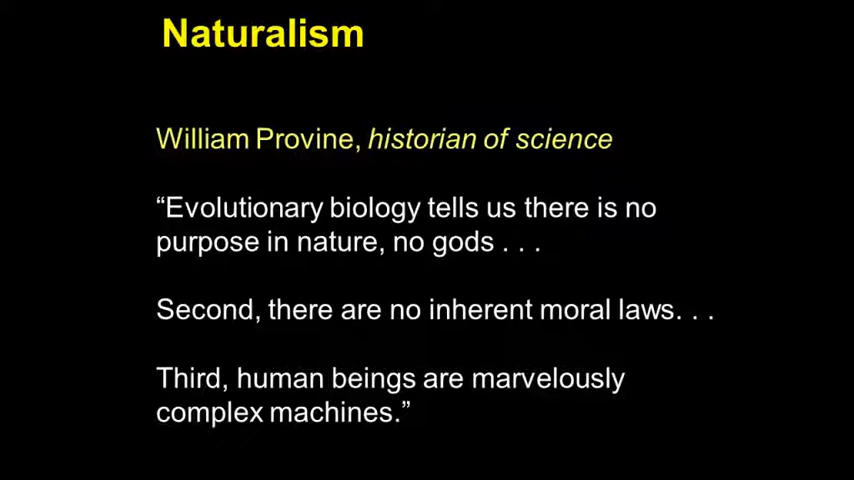 Naturalism
William Provine, historian of science
“Evolutionary biology tells us there is no
purpose in nature, no gods . . .
Second, there are no inherent moral laws. . .
Third, human beings are marvelously
complex machines.”